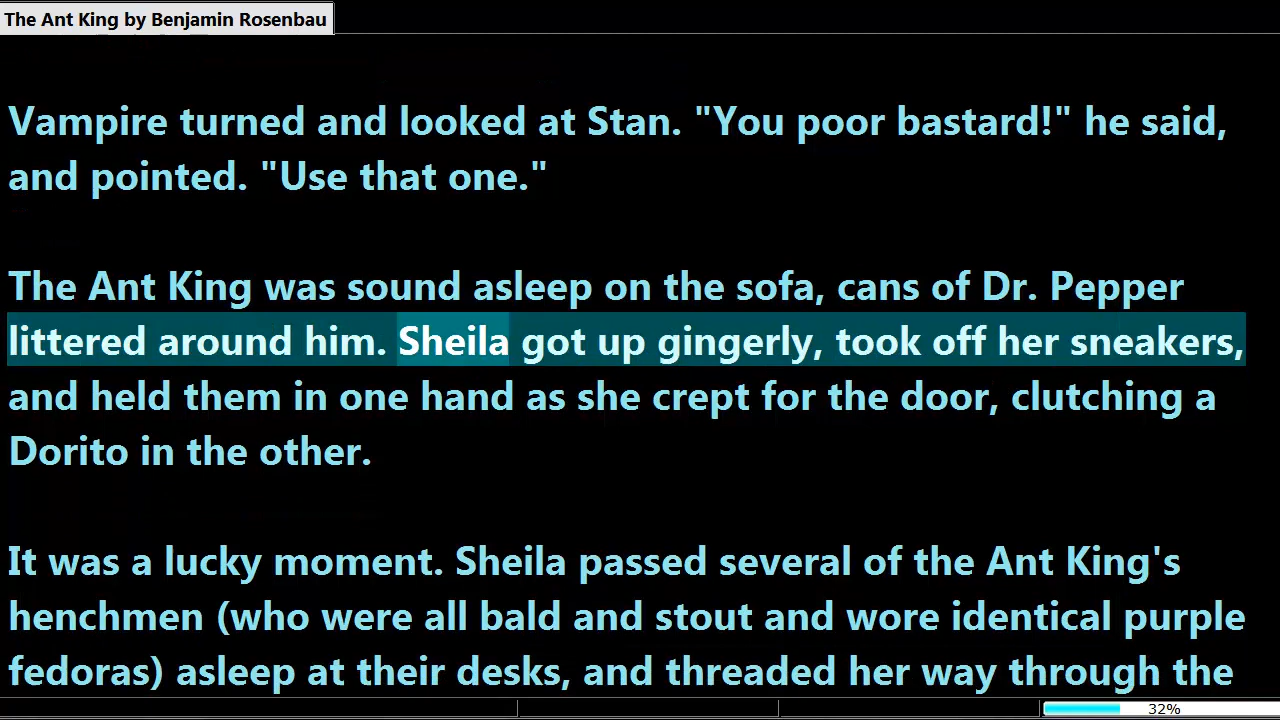 The Ant King by Benjamin Rosenbau
Vampire turned and looked at Stan. "You poor bastard!" he said,
and pointed. "Use that one."
The Ant King was sound asleep on the sofa, cans of Dr. Pepper
littered around him. Sheila got up gingerly, took off her sneakers,
and held them in one hand as she crept for the door, clutching a
Dorito in the other.
It was a lucky moment. Sheila passed several of the Ant King's
henchmen (who were all bald and stout and wore identical purple
fedoras) asleep at their desks, and threaded her way through the
32%